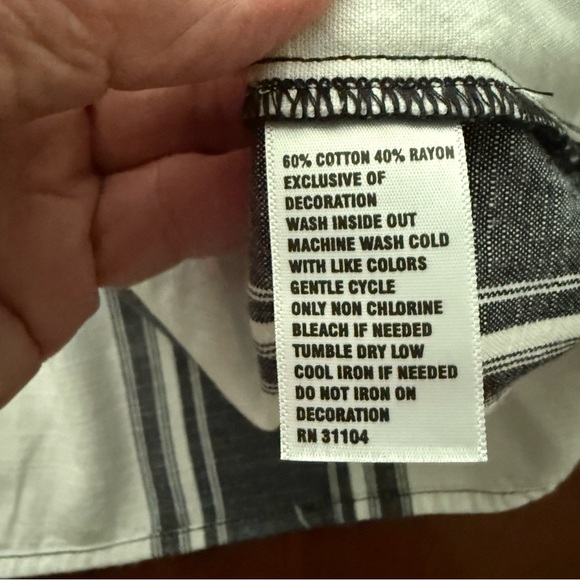 60% COTTON 40% RAYON
EXCLUSIVE OF
DECORATION
WASH INSIDE OUT
MACHINE WASH COLD
WITH LIKE COLORS
GENTLE CYCLE
ONLY NON CHLORINE
BLEACH IF NEEDED
TUMBLE DRY LOW
COOL IRON IF NEEDED
DO NOT IRON ON
DECORATION
RN 31104